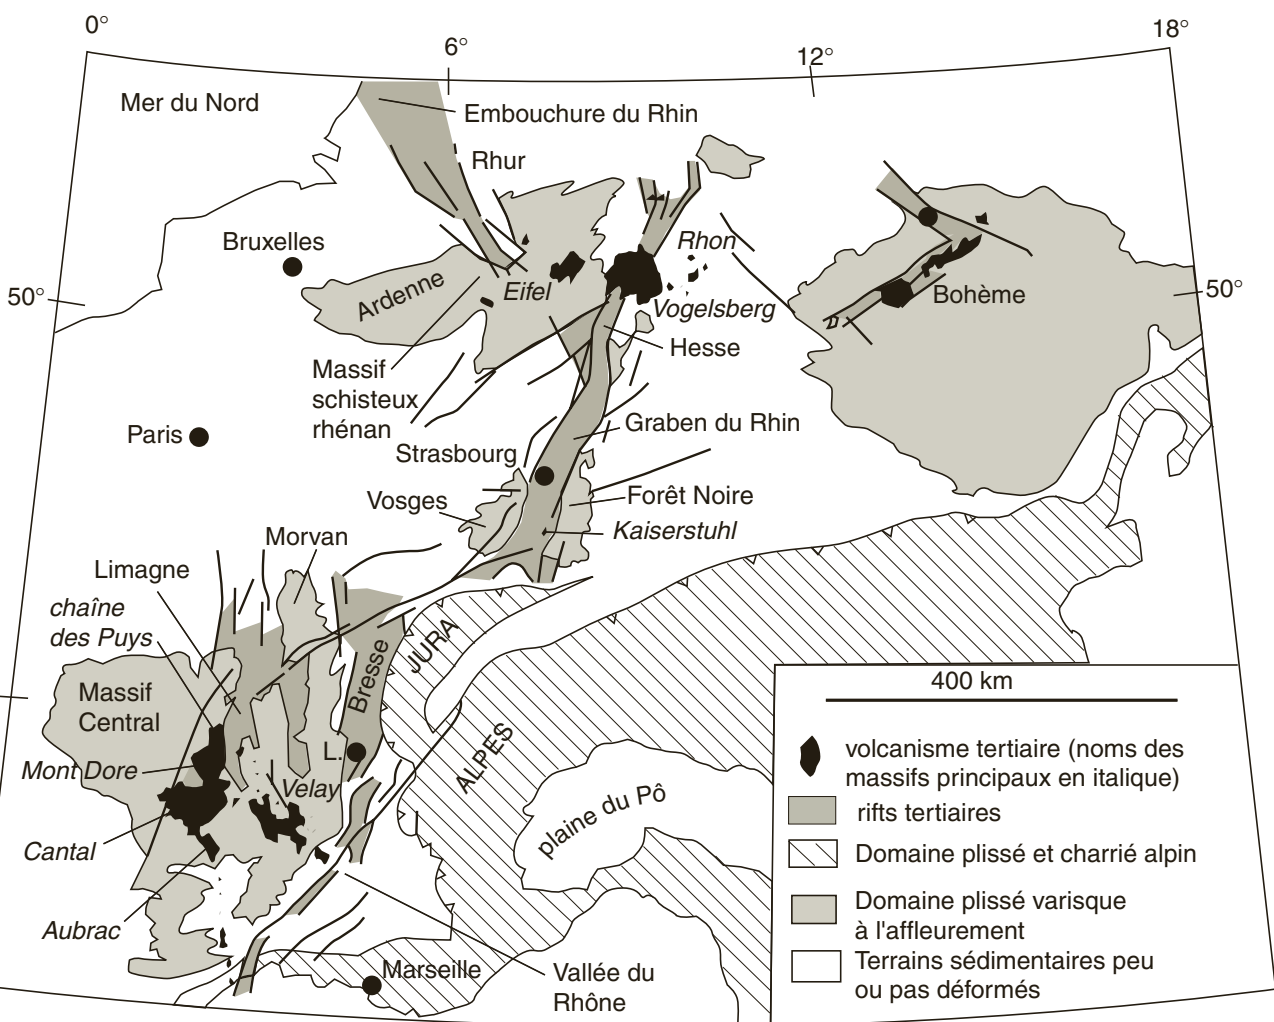 0°
6°
12°
18°
Mer du Nord
Embouchure du Rhin
Rhur
Bruxelles
Rhon
50°
Ardenne
Eifel
Bohème
50°
Vogelsberg
Hesse
Massif
schisteux
rhénan
Paris
Graben du Rhin
Strasbourg
Vosges
Forêt Noire
Kaiserstuhl
Morvan
Limagne
chaîne
des Puys
JURA
Bresse
Massif
Central
ALPES
L.
Mont Dore
Velay
plaine du Pô
Cantal
Aubrac
Marseille
Vallée du
Rhône
400 km
volcanisme tertiaire (noms des
massifs principaux en italique)
rifts tertiaires
Domaine plissé et charrié alpin
Domaine plissé varisque
à l'affleurement
Terrains sédimentaires peu
ou pas déformés